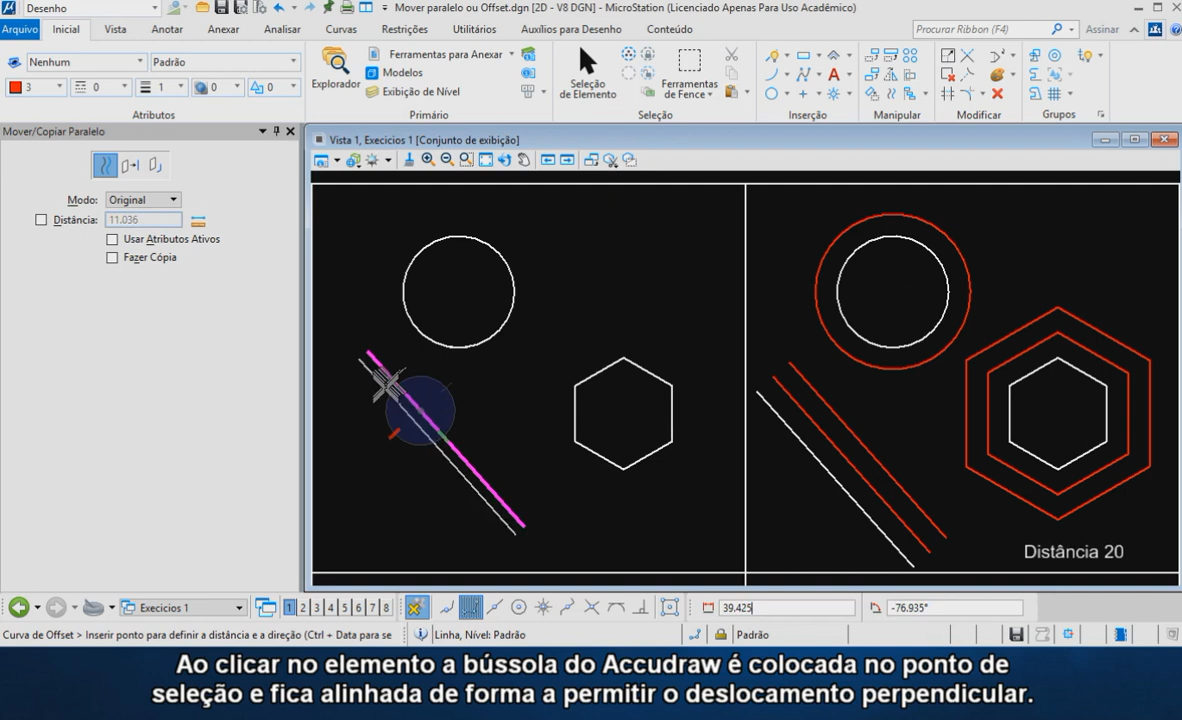 Desenho
Mover paralelo ou Offset.dgn [2D - V8 DGN] - MicroStation (Licenciado Apenas Para Uso Acadêmico)
Arquivo Inicial Vista Anotar Anexar Analisar Curvas Restrições Utilitários Auxílios para Desenho Conteúdo
Procurar Ribbon (F4)
Assinar
Nenhum Padrão
3 0 1 0 0
Atributos
Explorador
Ferramentas para Anexar
Modelos
Exibição de Nível
Primário
Seleção de Elemento
Ferramentas de Fence
Seleção
Inserção
Manipular
Modificar
Grupos
Mover/Copiar Paralelo
Modo: Original
Distância: 11.036
Usar Atributos Ativos
Fazer Cópia
Vista 1, Execicios 1 [Conjunto de exibição]
Distância 20
Execicios 1
1 2 3 4 5 6 7 8
39.425
-76.935°
Curva de Offset > Inserir ponto para definir a distância e a direção (Ctrl + Data para se
Linha, Nível: Padrão
Padrão
Ao clicar no elemento a bússola do Accudraw é colocada no ponto de
seleção e fica alinhada de forma a permitir o deslocamento perpendicular.